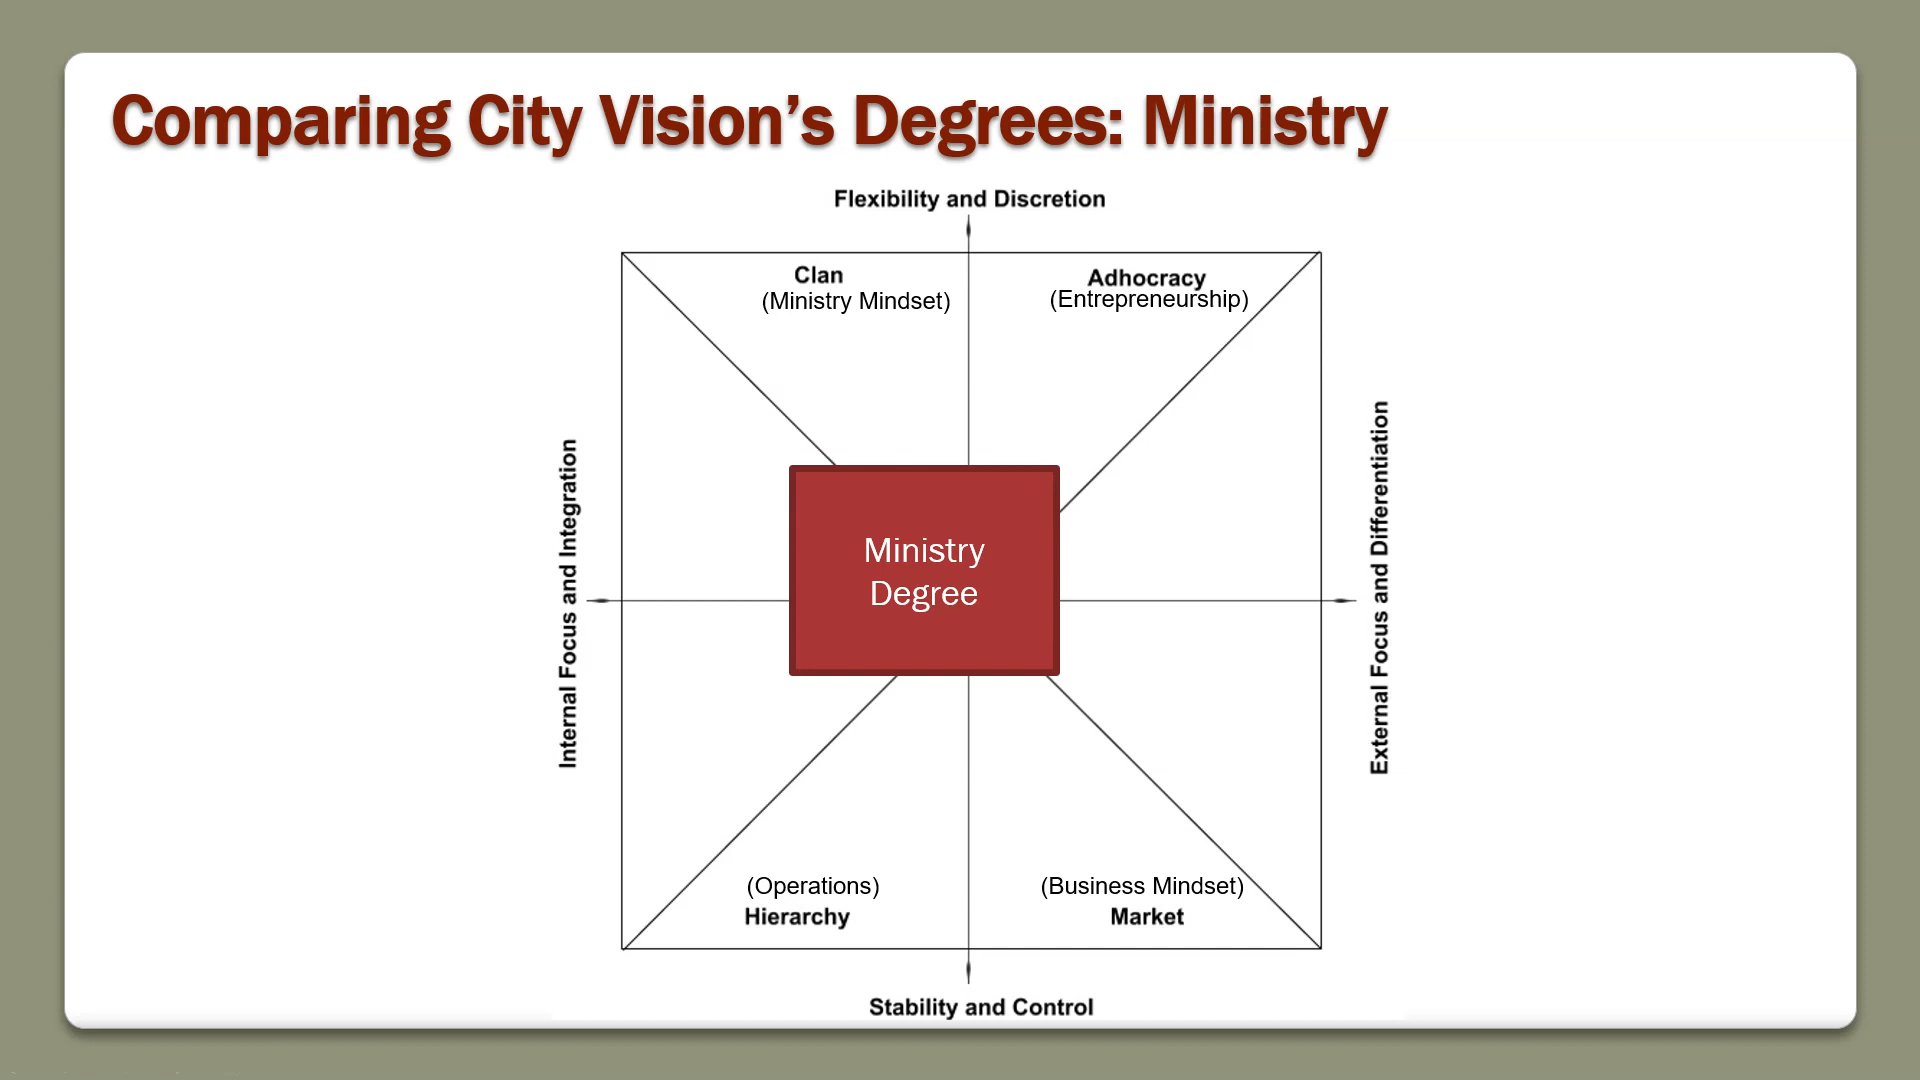 Comparing City Vision’s Degrees: Ministry
Flexibility and Discretion
Clan
(Ministry Mindset)
Adhocracy
(Entrepreneurship)
Internal Focus and Integration
Ministry
Degree
External Focus and Differentiation
(Operations)
Hierarchy
(Business Mindset)
Market
Stability and Control